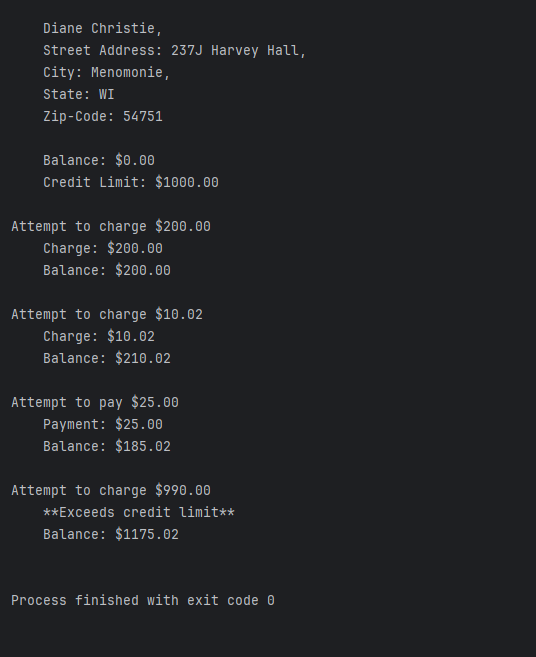 Diane Christie,
Street Address: 237J Harvey Hall,
City: Menomonie,
State: WI
Zip-Code: 54751
Balance: $0.00
Credit Limit: $1000.00
Attempt to charge $200.00
Charge: $200.00
Balance: $200.00
Attempt to charge $10.02
Charge: $10.02
Balance: $210.02
Attempt to pay $25.00
Payment: $25.00
Balance: $185.02
Attempt to charge $990.00
**Exceeds credit limit**
Balance: $1175.02
Process finished with exit code 0